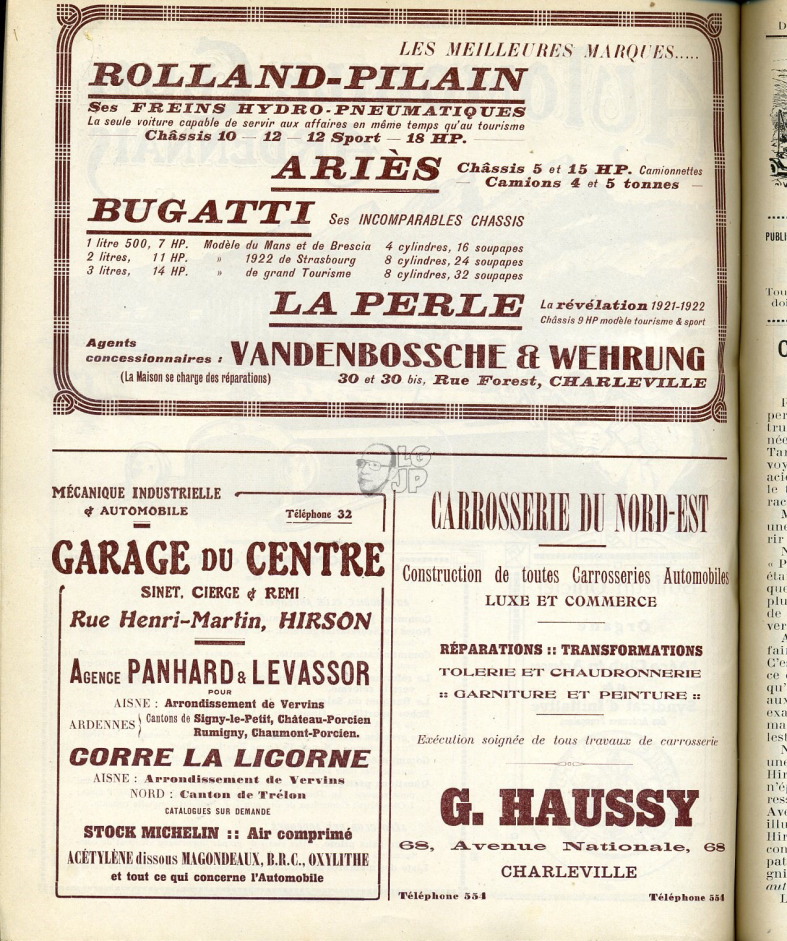 LES MEILLEURES MARQUES.....
ROLLAND-PILAIN
Ses FREINS HYDRO-PNEUMATIQUES
La seule voiture capable de servir aux affaires en même temps qu'au tourisme
Châssis 10 — 12 — 12 Sport — 18 HP. —
ARIÈS Châssis 5 et 15 HP. Camionnettes
— Camions 4 et 5 tonnes —
BUGATTI Ses INCOMPARABLES CHASSIS
1 litre 500, 7 HP. Modèle du Mans et de Brescia 4 cylindres, 16 soupapes
2 litres, 11 HP. » 1922 de Strasbourg 8 cylindres, 24 soupapes
3 litres, 14 HP. » de grand Tourisme 8 cylindres, 32 soupapes
LA PERLE La révélation 1921-1922
Châssis 9 HP modèle tourisme & sport
Agents
concessionnaires : VANDENBOSSCHE & WEHRUNG
(La Maison se charge des réparations) 30 et 30 bis, Rue Forest, CHARLEVILLE
LG
JP
MÉCANIQUE INDUSTRIELLE
& AUTOMOBILE
Téléphone 32
GARAGE DU CENTRE
SINET, CIERGE & REMI
Rue Henri-Martin, HIRSON
AGENCE PANHARD & LEVASSOR
POUR
AISNE : Arrondissement de Vervins
ARDENNES } Cantons de Signy-le-Petit, Château-Porcien
Rumigny, Chaumont-Porcien.
CORRE LA LICORNE
AISNE : Arrondissement de Vervins
NORD : Canton de Trélon
CATALOGUES SUR DEMANDE
STOCK MICHELIN :: Air comprimé
ACÉTYLÈNE dissous MAGONDEAUX, B.R.C., OXYLITHE
et tout ce qui concerne l'Automobile
CARROSSERIE DU NORD-EST
Construction de toutes Carrosseries Automobiles
LUXE ET COMMERCE
RÉPARATIONS :: TRANSFORMATIONS
TOLERIE ET CHAUDRONNERIE
:: GARNITURE ET PEINTURE ::
Exécution soignée de tous travaux de carrosserie
G. HAUSSY
68, Avenue Nationale, 68
CHARLEVILLE
Téléphone 554 Téléphone 554